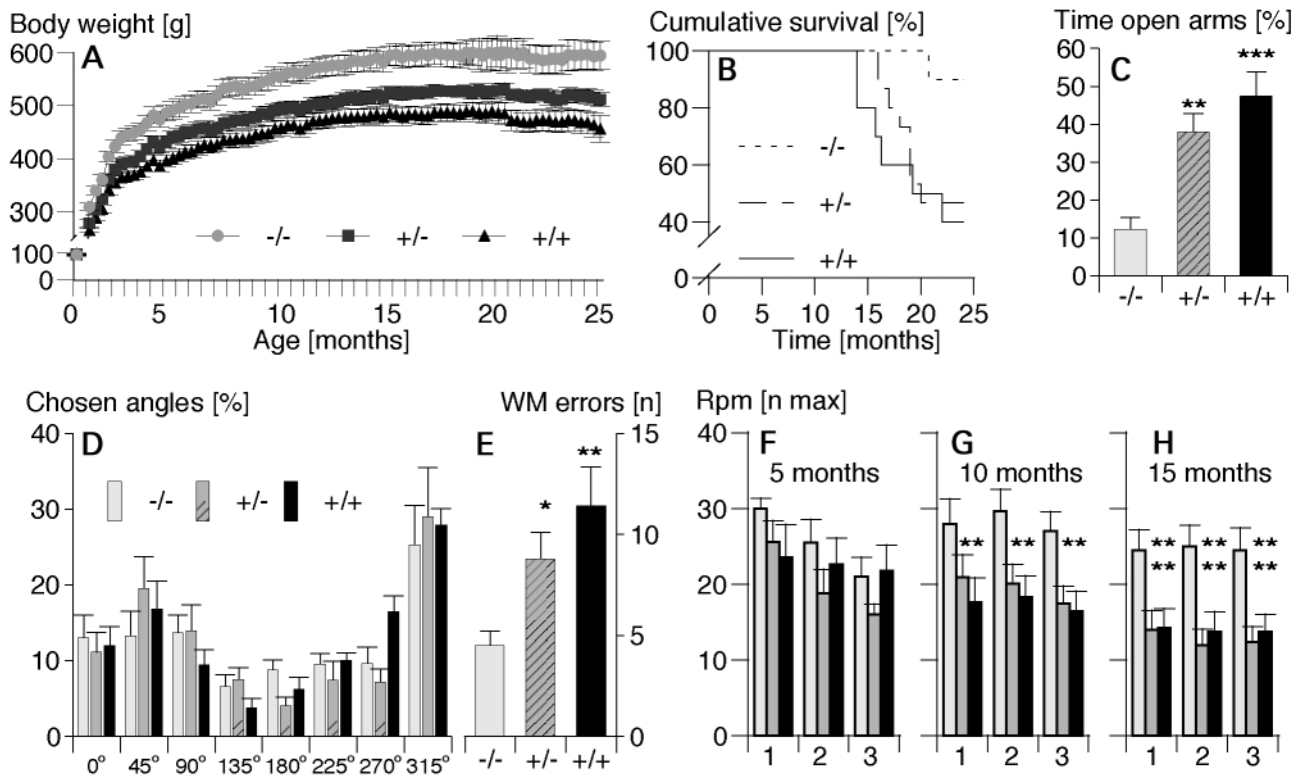 Body weight [g]
A
600
500
400
300
100
0
-/- +/- +/+
0 5 10 15 20 25
Age [months]
Cumulative survival [%]
B
100
80
60
40
0
-/-
+/-
+/+
0 5 10 15 20 25
Time [months]
Time open arms [%]
C
60
50
40
30
20
10
0
**
***
-/- +/- +/+
Chosen angles [%]
D
40
30
20
10
0
-/- +/- +/+
0° 45° 90° 135° 180° 225° 270° 315°
WM errors [n]
E
15
10
5
0
*
**
-/- +/- +/+
Rpm [n max]
40
30
20
10
0
F
5 months
1 2 3
G
10 months
** ** **
1 2 3
H
15 months
** ** **
** ** **
1 2 3